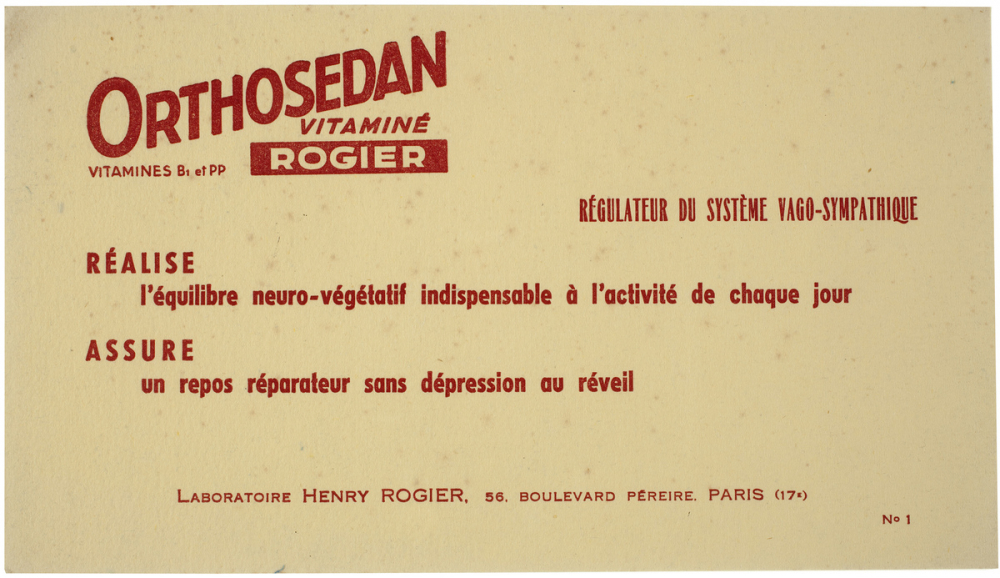 ORTHOSEDAN
VITAMINÉ
VITAMINES B1 et PP
ROGIER
RÉGULATEUR DU SYSTÈME VAGO-SYMPATHIQUE
RÉALISE
l'équilibre neuro-végétatif indispensable à l'activité de chaque jour
ASSURE
un repos réparateur sans dépression au réveil
LABORATOIRE HENRY ROGIER, 56, BOULEVARD PÉREIRE, PARIS (17e)
No 1